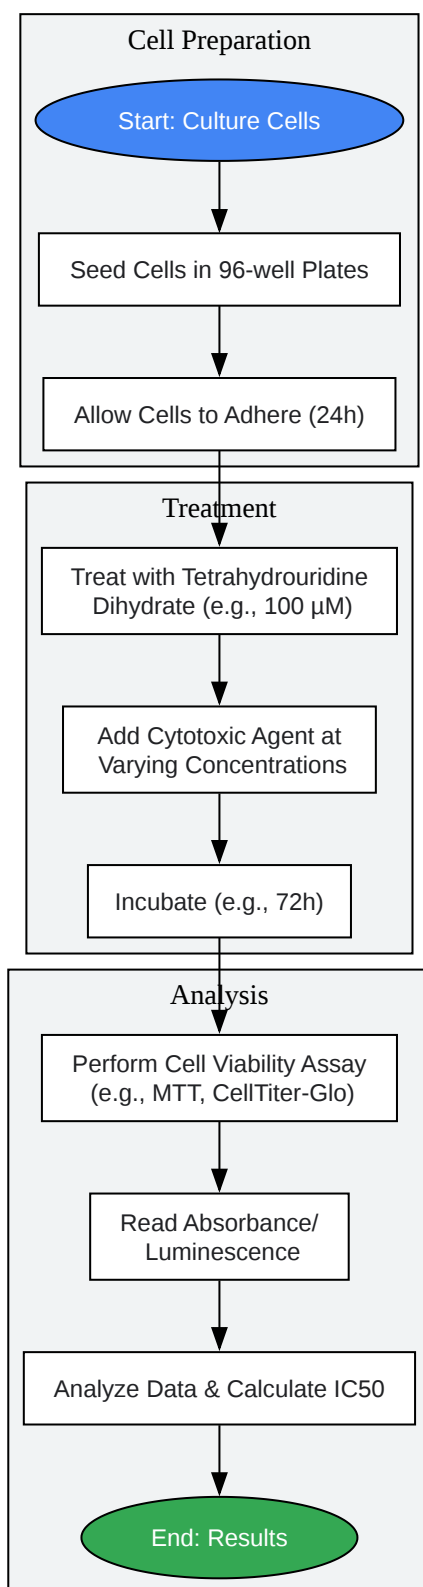 Cell Preparation
Start: Culture Cells
Seed Cells in 96-well Plates
Allow Cells to Adhere (24h)
Treatment
Treat with Tetrahydrouridine
Dihydrate (e.g., 100 µM)
Add Cytotoxic Agent at
Varying Concentrations
Incubate (e.g., 72h)
Analysis
Perform Cell Viability Assay
(e.g., MTT, CellTiter-Glo)
Read Absorbance/
Luminescence
Analyze Data & Calculate IC50
End: Results